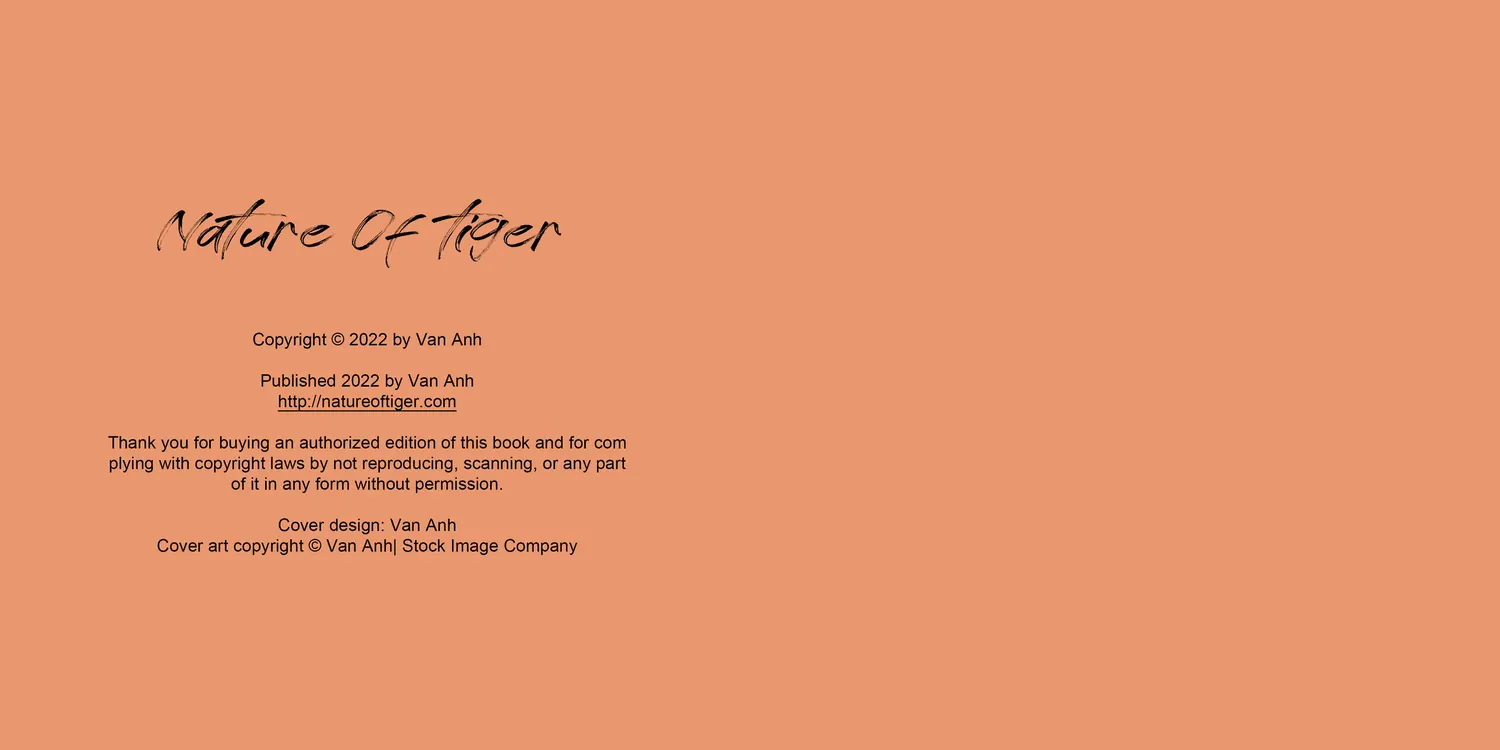 Nature Of tiger
Copyright © 2022 by Van Anh
Published 2022 by Van Anh
http://natureoftiger.com
Thank you for buying an authorized edition of this book and for com
plying with copyright laws by not reproducing, scanning, or any part
of it in any form without permission.
Cover design: Van Anh
Cover art copyright © Van Anh| Stock Image Company